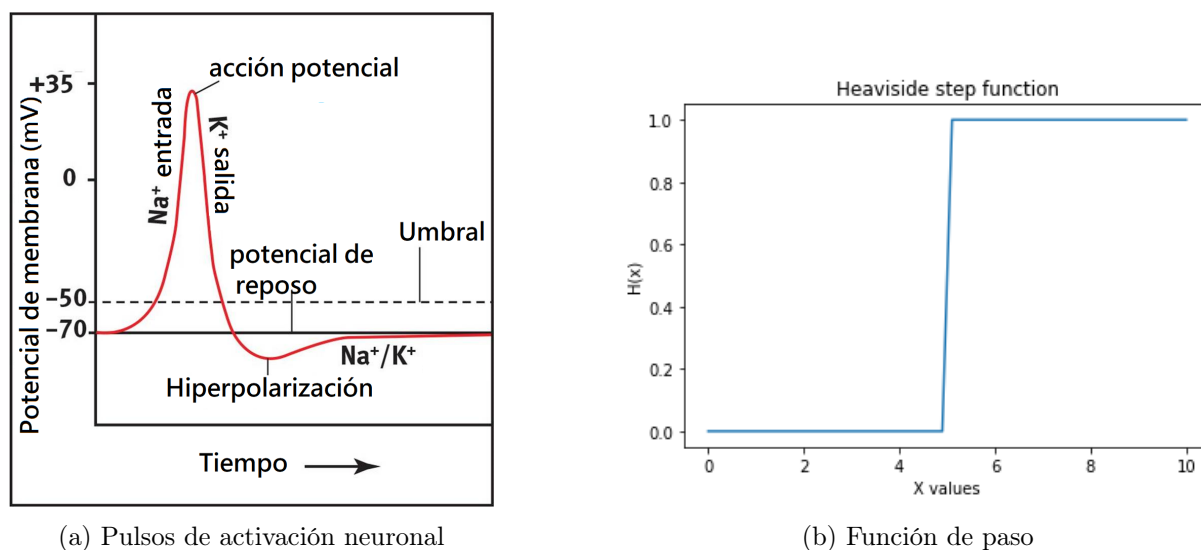 Potencial de membrana (mV)
+35
0
–50
–70
acción potencial
Na⁺ entrada
K⁺ salida
Umbral
potencial de
reposo
Na⁺/K⁺
Hiperpolarización
Tiempo
(a) Pulsos de activación neuronal
Heaviside step function
H(x)
1.0
0.8
0.6
0.4
0.2
0.0
0 2 4 6 8 10
X values
(b) Función de paso